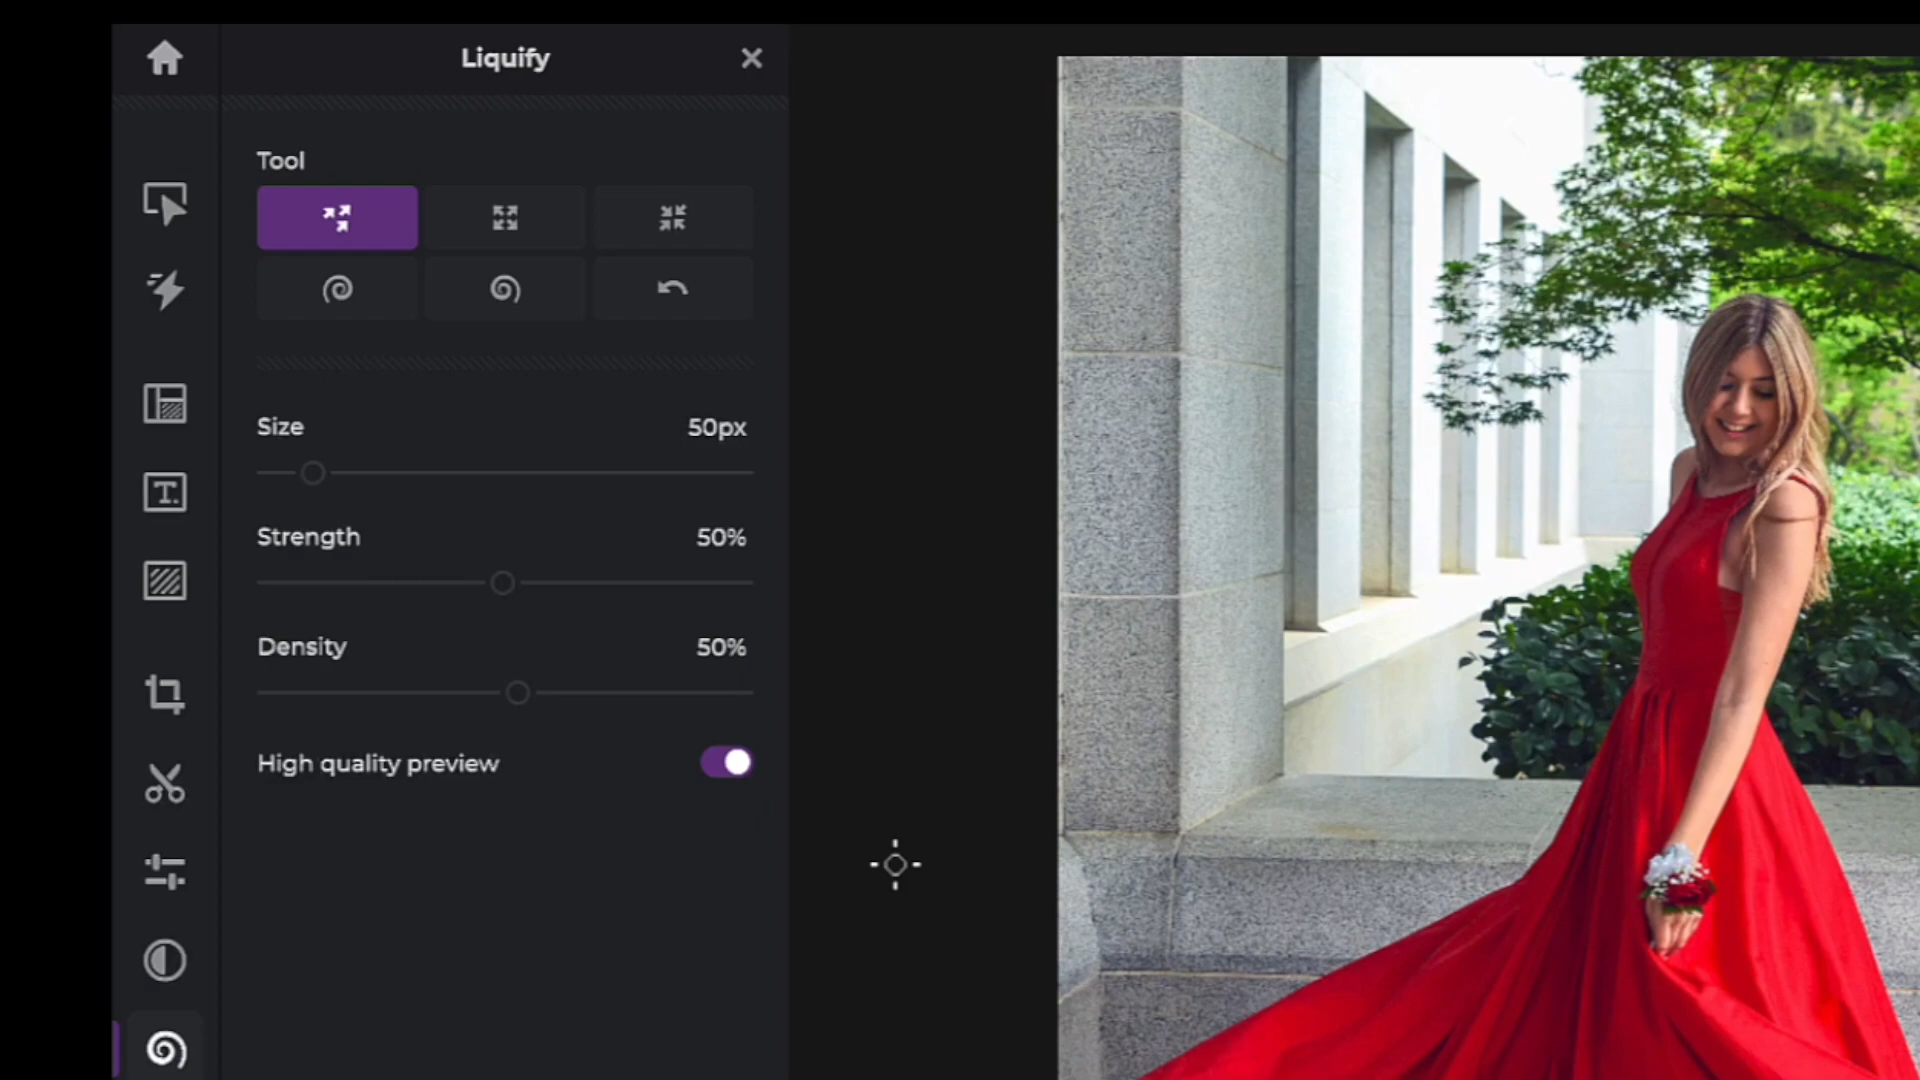 Liquify
Tool
Size 50px
Strength 50%
Density 50%
High quality preview